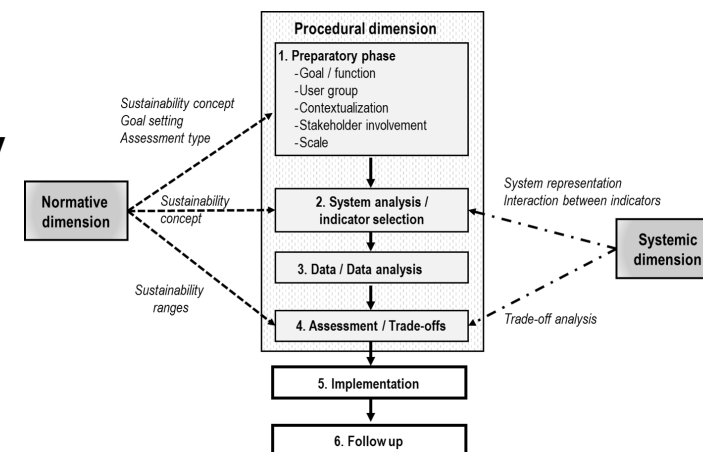 Procedural dimension
1. Preparatory phase
-Goal / function
-User group
-Contextualization
-Stakeholder involvement
-Scale
Sustainability concept
Goal setting
Assessment type
Normative
dimension
Sustainability
concept
2. System analysis /
indicator selection
System representation
Interaction between indicators
Systemic
dimension
3. Data / Data analysis
Sustainability
ranges
4. Assessment / Trade-offs
Trade-off analysis
5. Implementation
6. Follow up